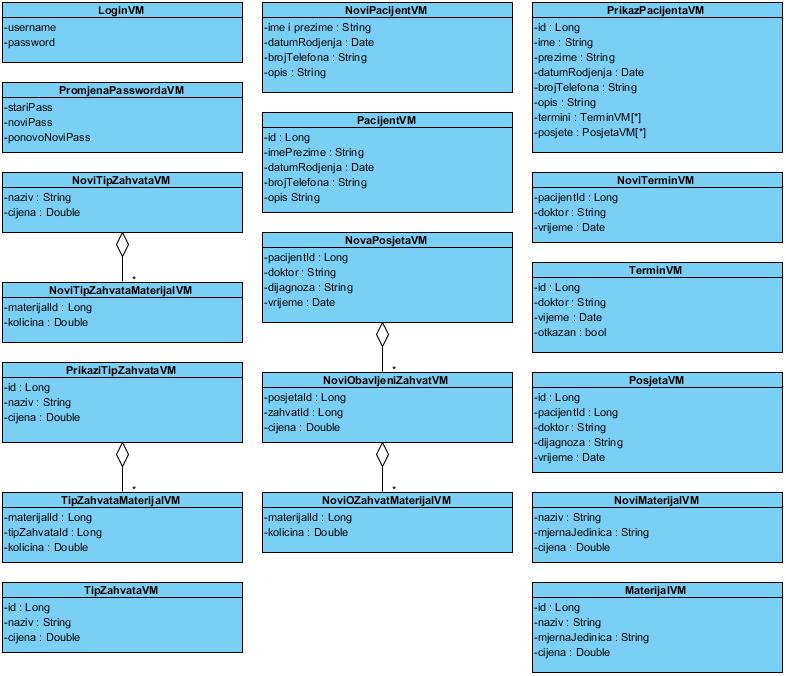 LoginVM
-username
-password
PromjenaPasswordaVM
-stariPass
-noviPass
-ponovoNoviPass
NoviTipZahvataVM
-naziv : String
-cijena : Double
*
NoviTipZahvataMaterijalVM
-materijalId : Long
-kolicina : Double
PrikaziTipZahvataVM
-id : Long
-naziv : String
-cijena : Double
*
TipZahvataMaterijalVM
-materijalId : Long
-tipZahvataId : Long
-kolicina : Double
TipZahvataVM
-id : Long
-naziv : String
-cijena : Double
NoviPacijentVM
-ime i prezime : String
-datumRodjenja : Date
-brojTelefona : String
-opis : String
PacijentVM
-id : Long
-imePrezime : String
-datumRodjenja : Date
-brojTelefona : String
-opis String
NovaPosjetaVM
-pacijentId : Long
-doktor : String
-dijagnoza : String
-vrijeme : Date
*
NoviObavljeniZahvatVM
-posjetaId : Long
-zahvatId : Long
-cijena : Double
*
NoviOZahvatMaterijalVM
-materijalId : Long
-kolicina : Double
PrikazPacijentaVM
-id : Long
-ime : String
-prezime : String
-datumRodjenja : Date
-brojTelefona : String
-opis : String
-termini : TerminVM[*]
-posjete : PosjetaVM[*]
NoviTerminVM
-pacijentId : Long
-doktor : String
-vrijeme : Date
TerminVM
-id : Long
-doktor : String
-vijeme : Date
-otkazan : bool
PosjetaVM
-id : Long
-pacijentId : Long
-doktor : String
-dijagnoza : String
-vrijeme : Date
NoviMaterijalVM
-naziv : String
-mjernaJedinica : String
-cijena : Double
MaterijalVM
-id : Long
-naziv : String
-mjernaJedinica : String
-cijena : Double